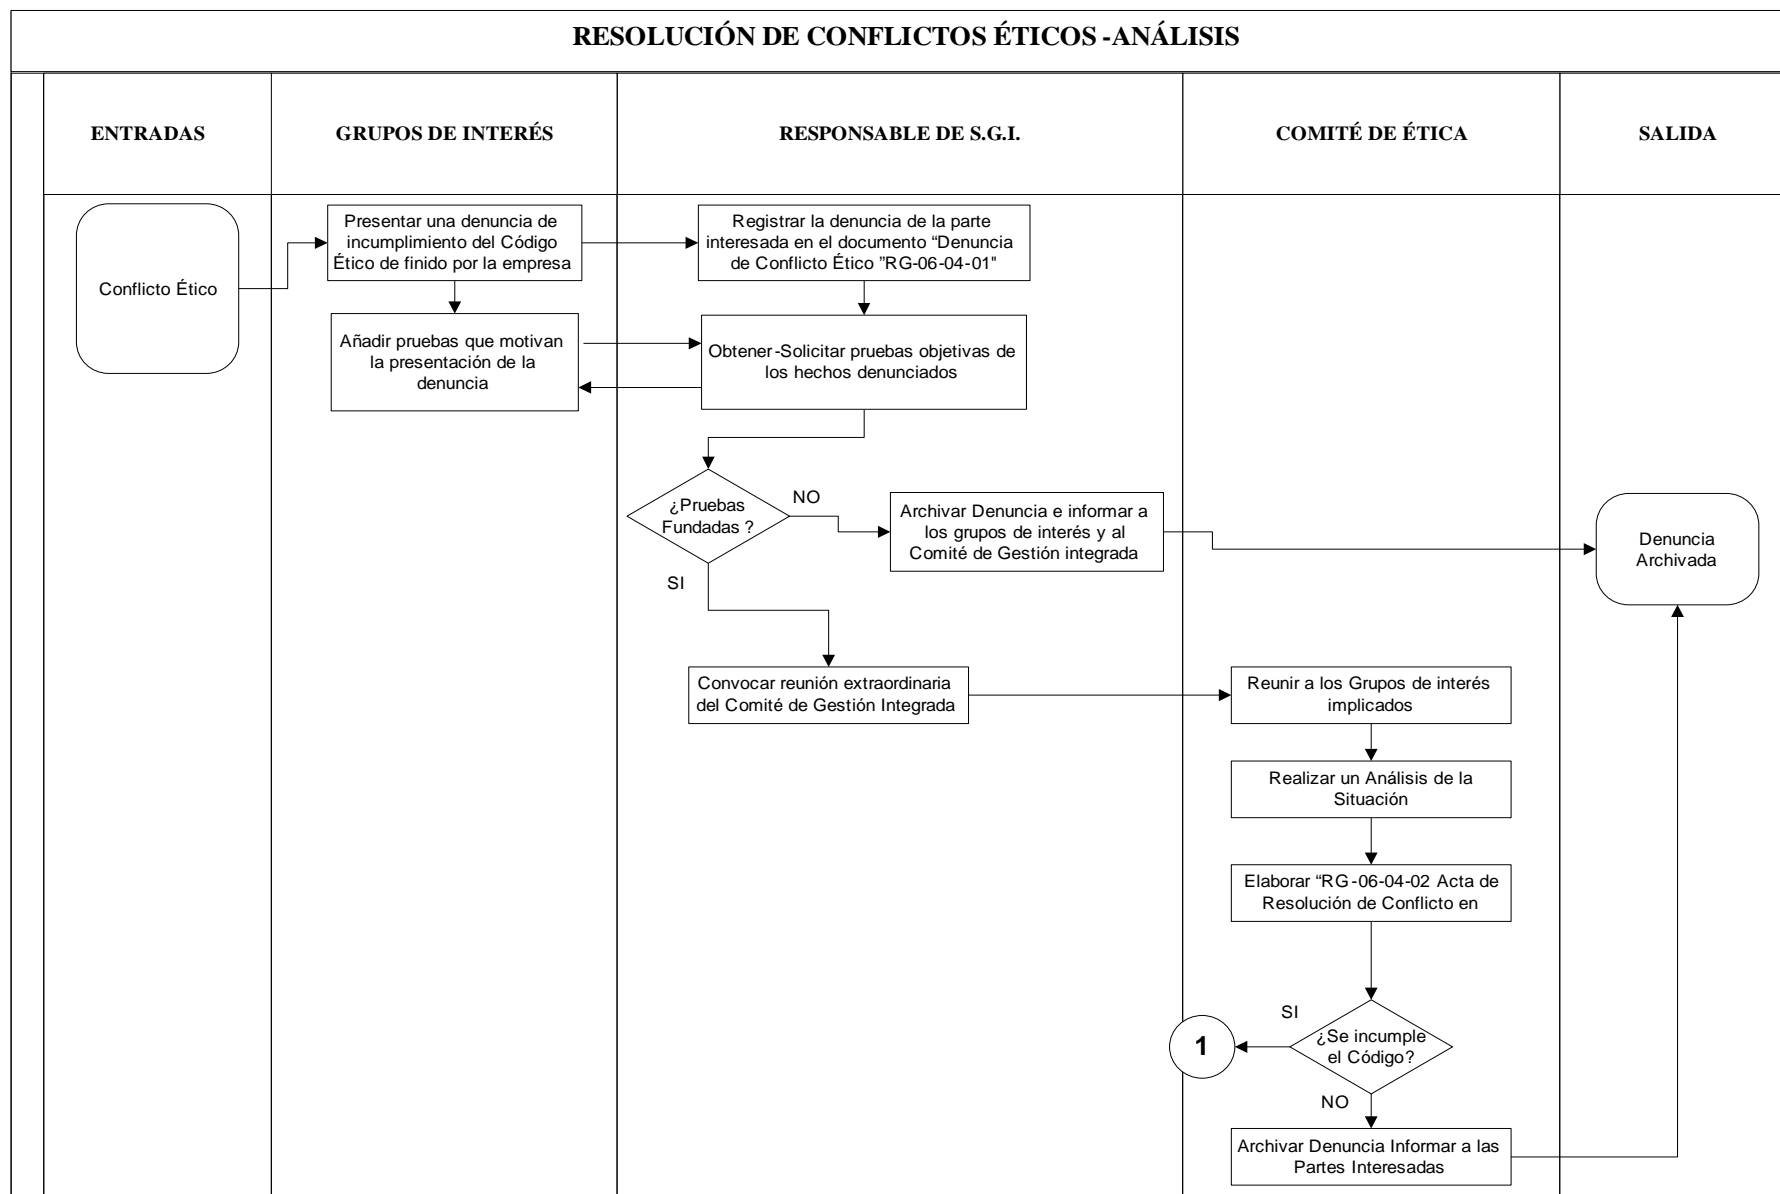 RESOLUCIÓN DE CONFLICTOS ÉTICOS -ANÁLISIS
ENTRADAS
GRUPOS DE INTERÉS
RESPONSABLE DE S.G.I.
COMITÉ DE ÉTICA
SALIDA
Conflicto Ético
Presentar una denuncia de
incumplimiento del Código
Ético de finido por la empresa
Registrar la denuncia de la parte
interesada en el documento “Denuncia
de Conflicto Ético "RG-06-04-01"
Añadir pruebas que motivan
la presentación de la
denuncia
Obtener-Solicitar pruebas objetivas de
los hechos denunciados
¿Pruebas
Fundadas ?
NO
SI
Archivar Denuncia e informar a
los grupos de interés y al
Comité de Gestión integrada
Denuncia
Archivada
Convocar reunión extraordinaria
del Comité de Gestión Integrada
Reunir a los Grupos de interés
implicados
Realizar un Análisis de la
Situación
Elaborar “RG-06-04-02 Acta de
Resolución de Conflicto en
SI
1
¿Se incumple
el Código?
NO
Archivar Denuncia Informar a las
Partes Interesadas